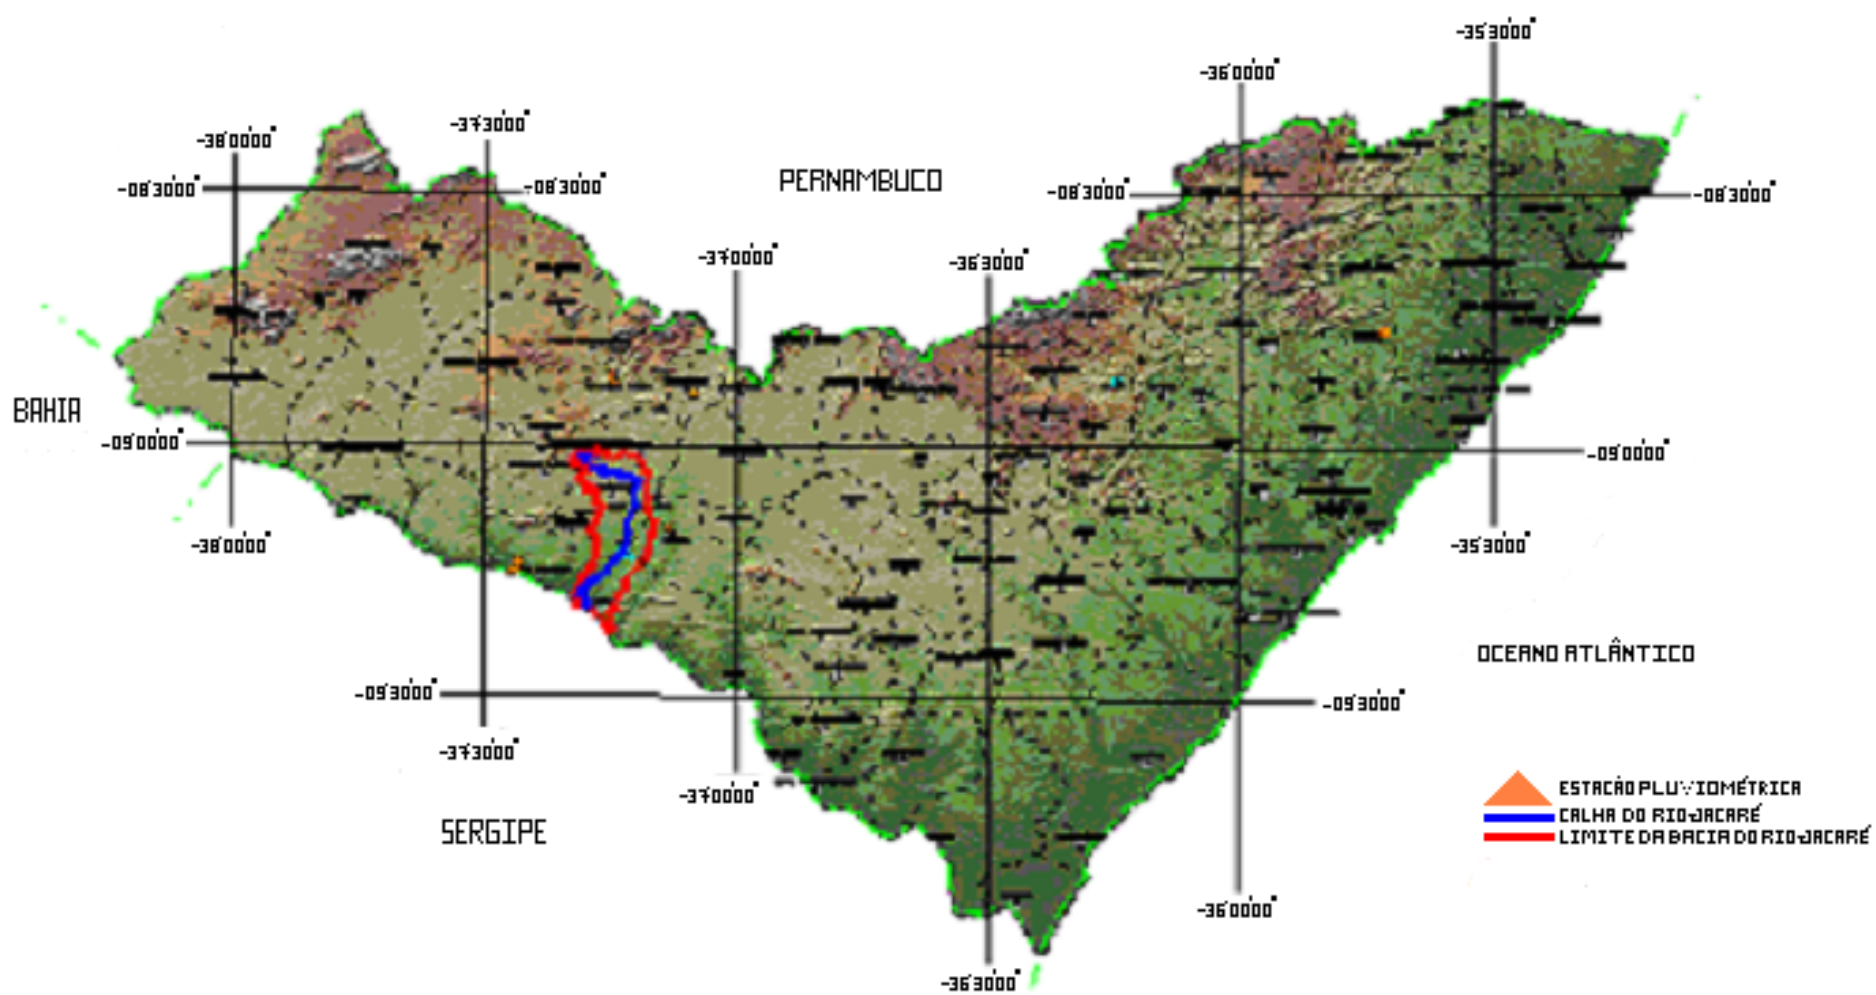 -35°30'00"
-36°00'00"
-37°30'00"
-38°00'00"
PERNAMBUCO
-08°30'00"
-08°30'00"
-08°30'00"
-08°30'00"
-37°00'00"
-36°30'00"
BAHIA
-09°00'00"
-09°00'00"
-38°00'00"
-35°30'00"
OCEANO ATLÂNTICO
-09°30'00"
-09°30'00"
-37°30'00"
-37°00'00"
SERGIPE
ESTAÇÃO PLUVIOMÉTRICA
CALHA DO RIO JACARÉ
LIMITE DA BACIA DO RIO JACARÉ
-36°00'00"
-36°30'00"